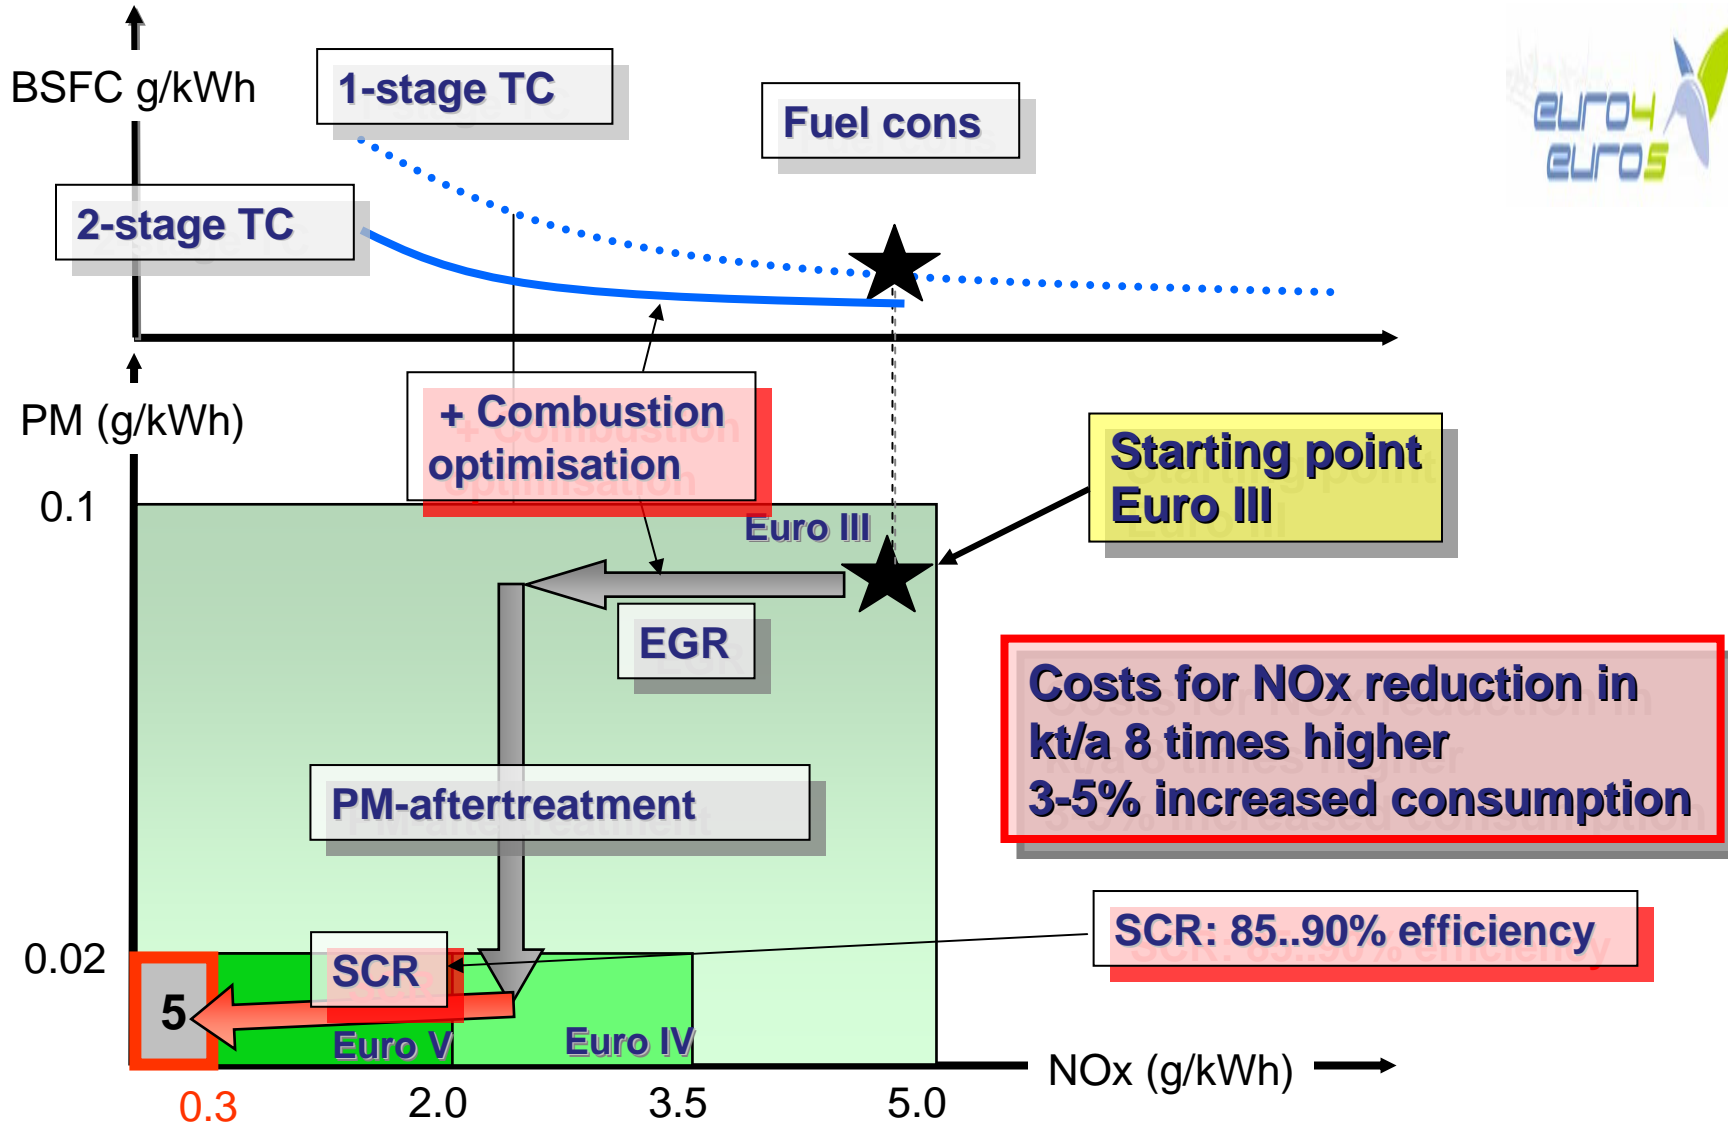 BSFC g/kWh
1-stage TC
Fuel cons
euro4
euro5
2-stage TC
PM (g/kWh)
+ Combustion
optimisation
Starting point
Euro III
0.1
Euro III
EGR
Costs for NOx reduction in
kt/a 8 times higher
3-5% increased consumption
PM-aftertreatment
SCR: 85..90% efficiency
0.02
SCR
5
Euro V
Euro IV
NOx (g/kWh)
0.3
2.0
3.5
5.0